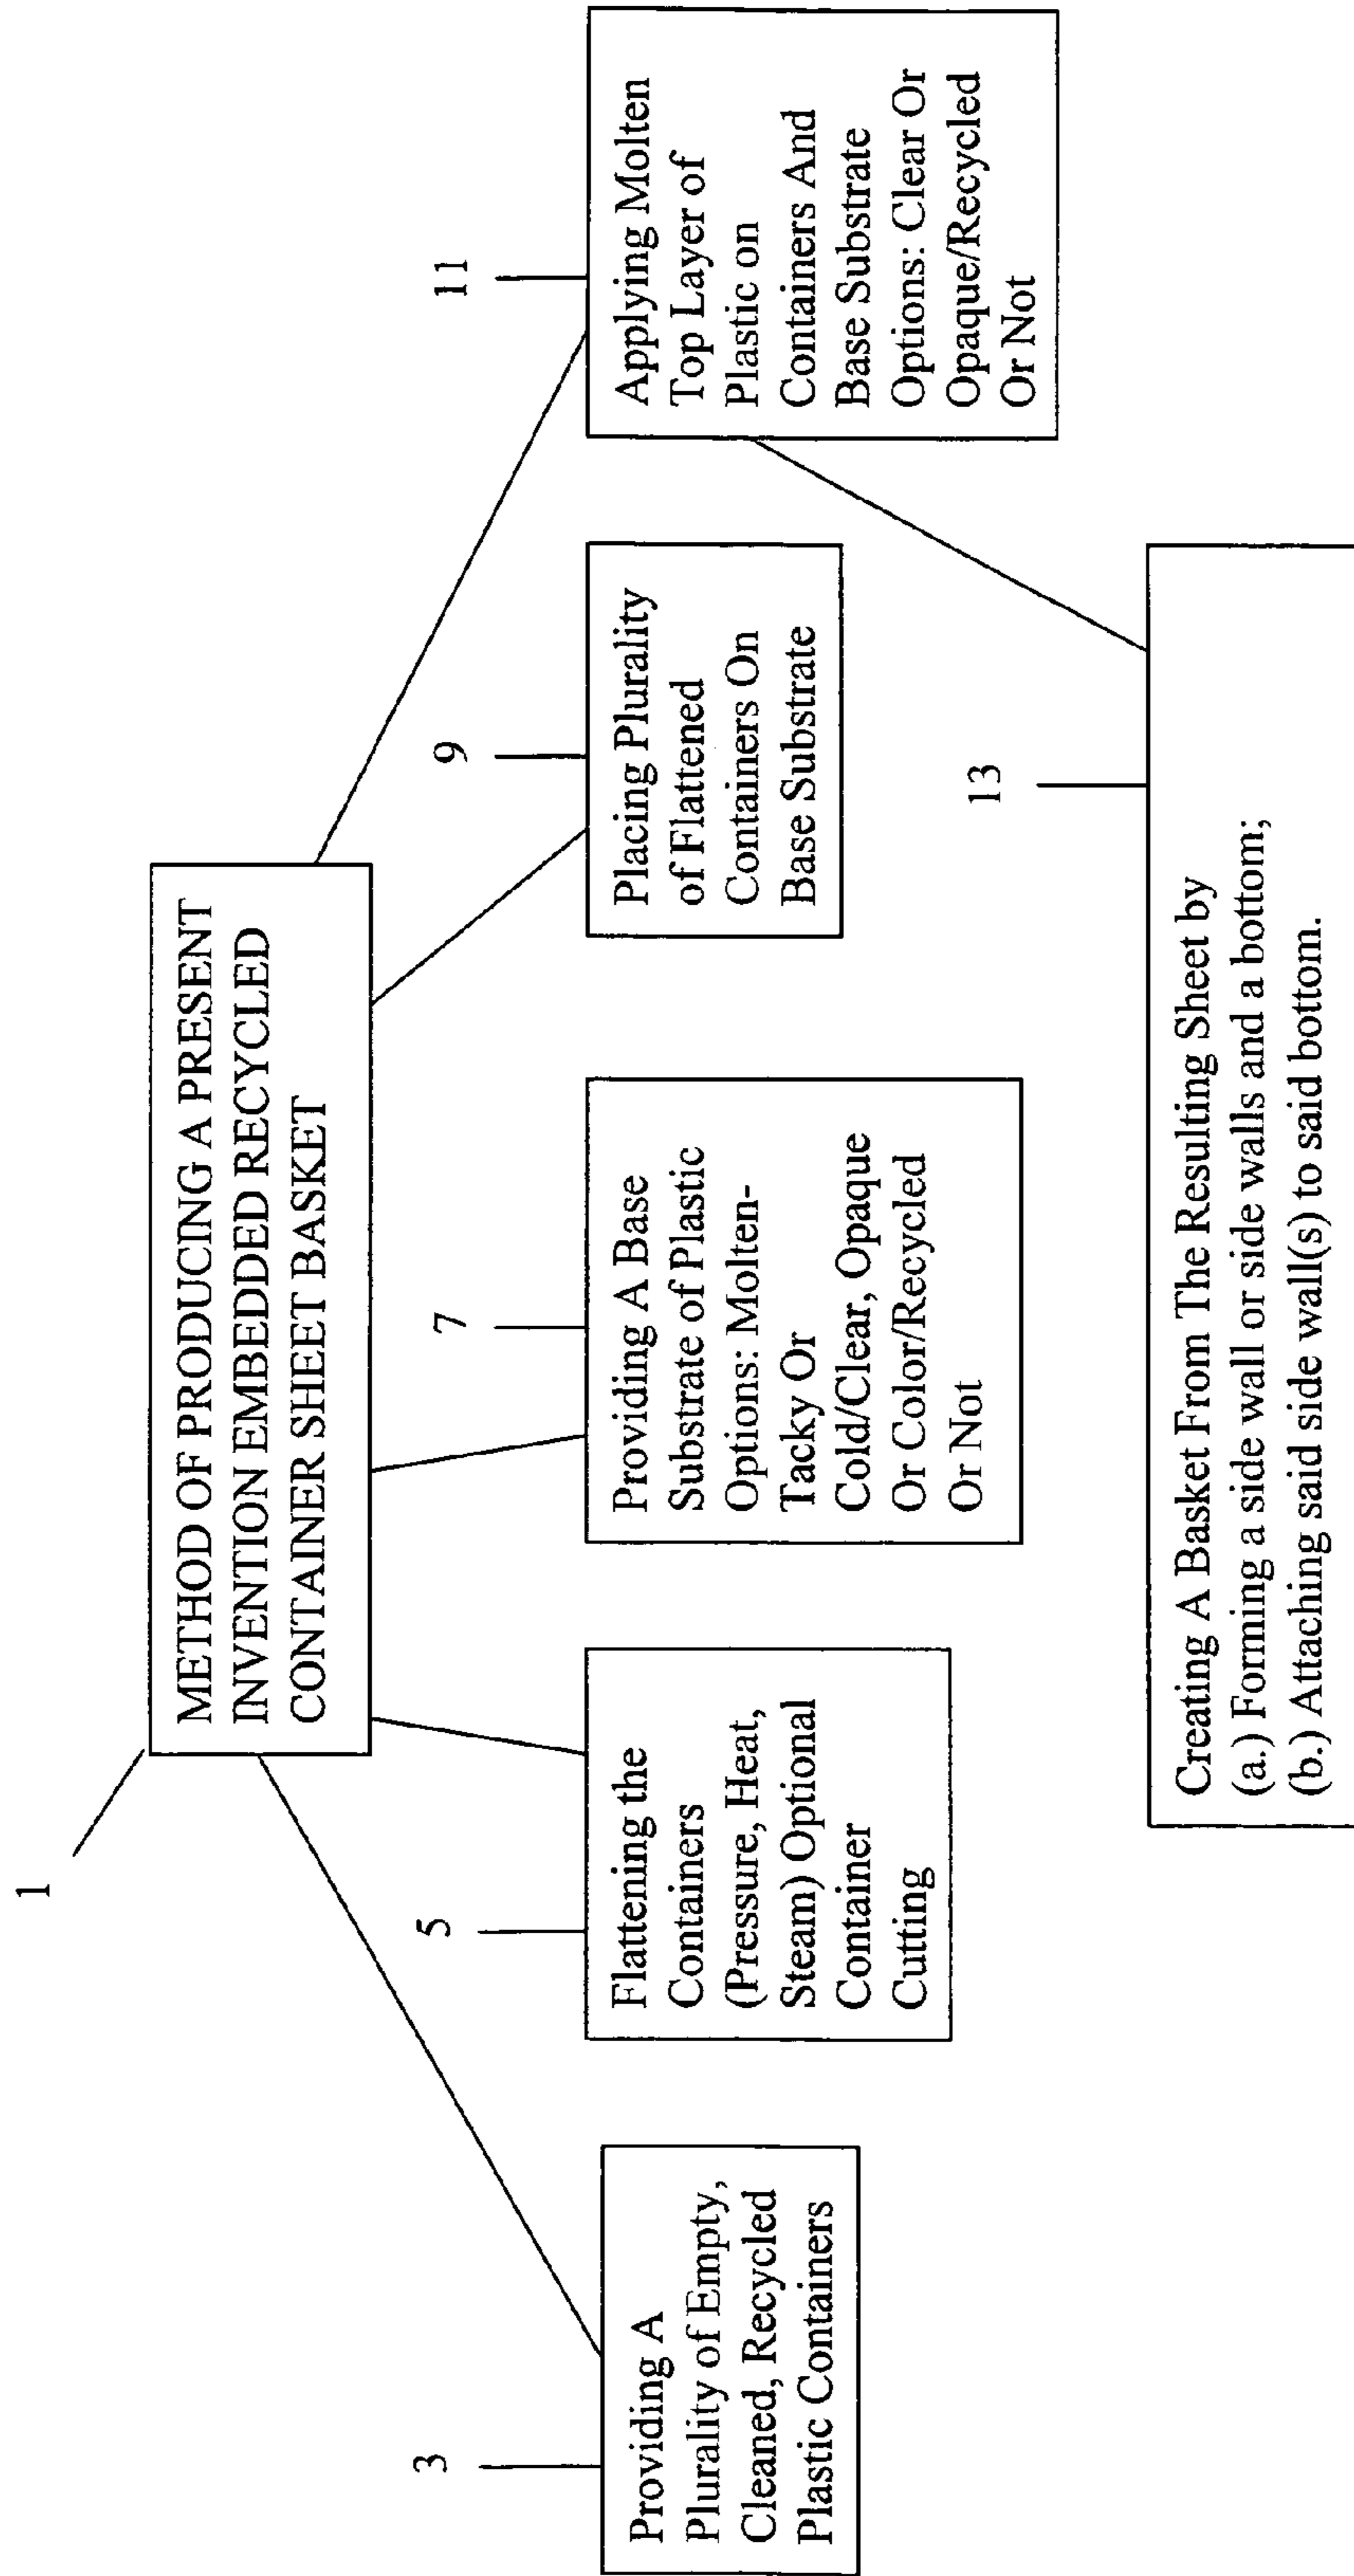 1
METHOD OF PRODUCING A PRESENT
INVENTION EMBEDDED RECYCLED
CONTAINER SHEET BASKET
3
Providing A
Plurality of Empty,
Cleaned, Recycled
Plastic Containers
5
Flattening the
Containers
(Pressure, Heat,
Steam) Optional
Container
Cutting
7
Providing A Base
Substrate of Plastic
Options: Molten-
Tacky Or
Cold/Clear, Opaque
Or Color/Recycled
Or Not
9
Placing Plurality
of Flattened
Containers On
Base Substrate
11
Applying Molten
Top Layer of
Plastic on
Containers And
Base Substrate
Options: Clear Or
Opaque/Recycled
Or Not
13
Creating A Basket From The Resulting Sheet by
(a.) Forming a side wall or side walls and a bottom;
(b.) Attaching said side wall(s) to said bottom.